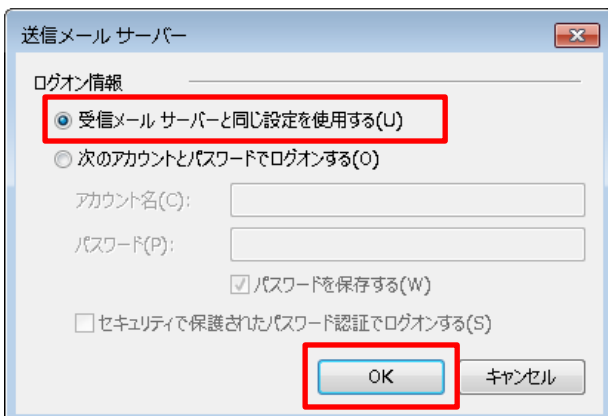 送信メール サーバー
ログオン情報
受信メール サーバーと同じ設定を使用する(U)
次のアカウントとパスワードでログオンする(O)
アカウント名(C):
パスワード(P):
パスワードを保存する(W)
セキュリティで保護されたパスワード認証でログオンする(S)
OK キャンセル